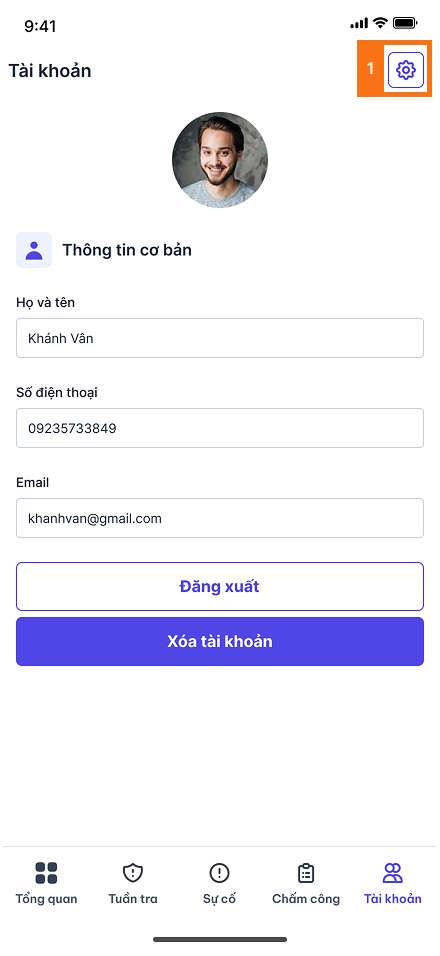 9:41
Tài khoản
1
Thông tin cơ bản
Họ và tên
Khánh Vân
Số điện thoại
09235733849
Email
khanhvan@gmail.com
Đăng xuất
Xóa tài khoản
Tổng quan
Tuần tra
Sự cố
Chấm công
Tài khoản